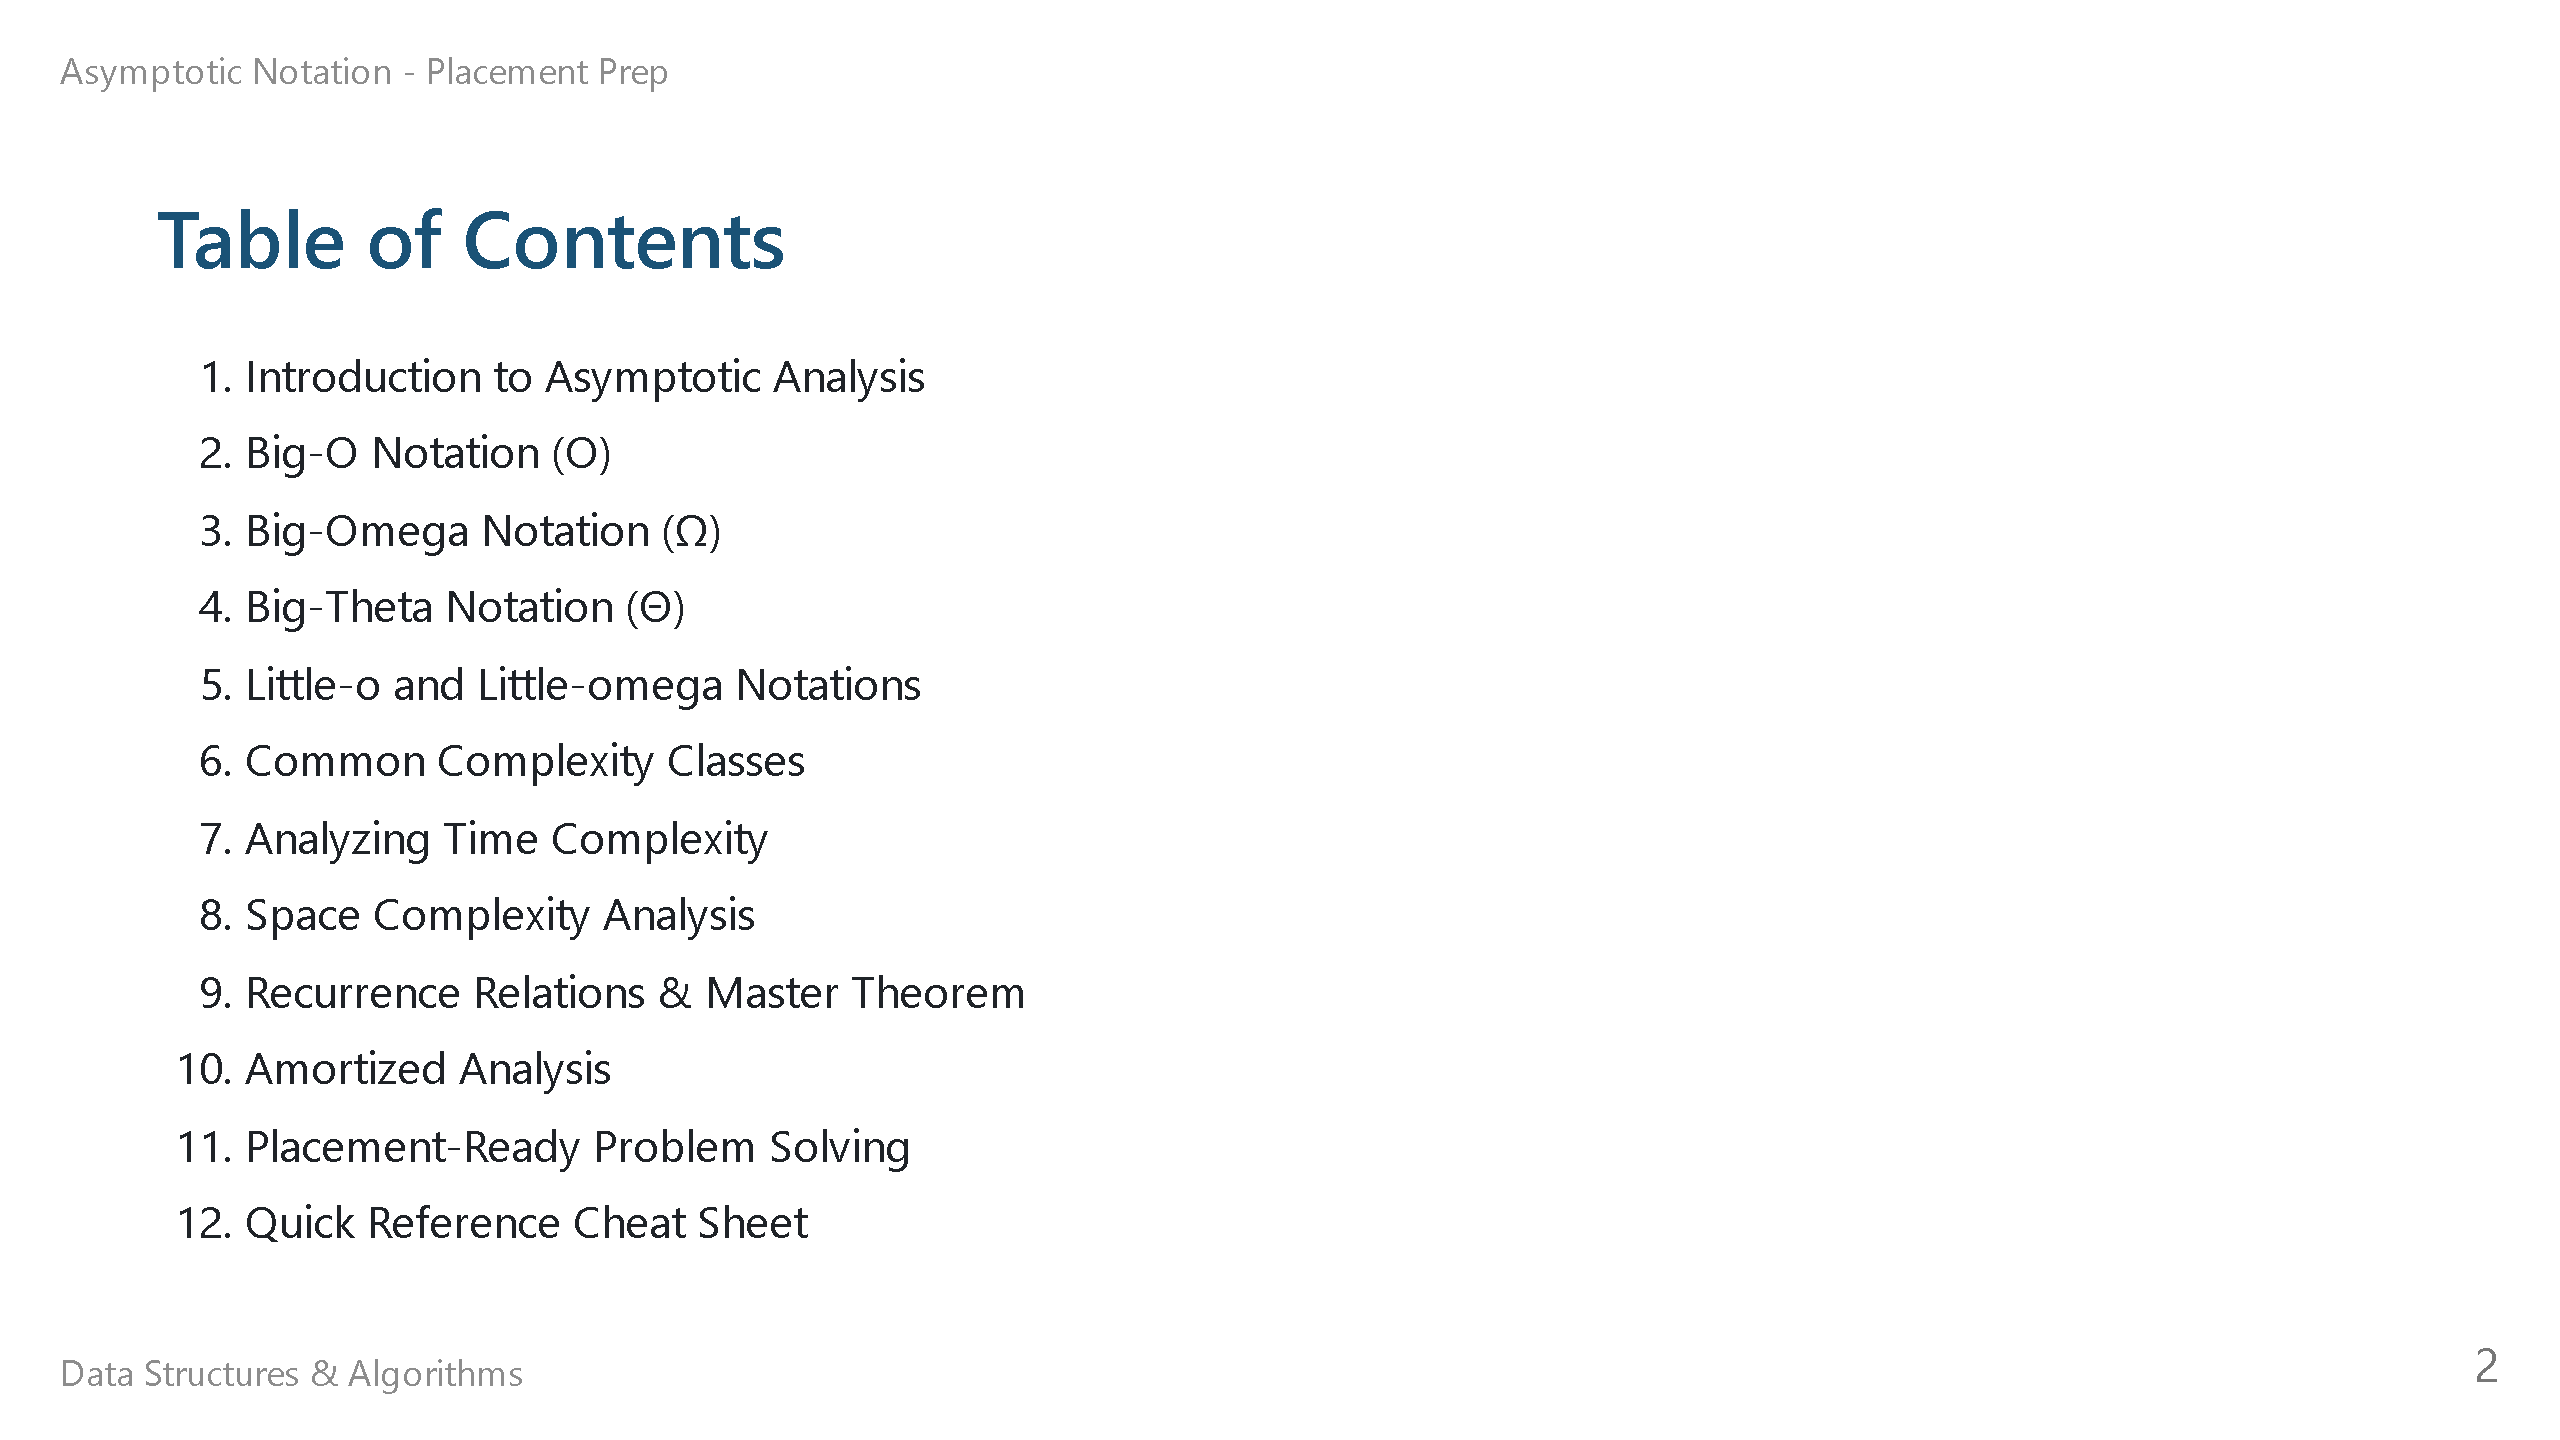 Asymptotic Notation - Placement Prep
Table of Contents
1. Introduction to Asymptotic Analysis
2. Big-O Notation (O)
3. Big-Omega Notation (Ω)
4. Big-Theta Notation (Θ)
5. Little-o and Little-omega Notations
6. Common Complexity Classes
7. Analyzing Time Complexity
8. Space Complexity Analysis
9. Recurrence Relations & Master Theorem
10. Amortized Analysis
11. Placement-Ready Problem Solving
12. Quick Reference Cheat Sheet
Data Structures & Algorithms
2